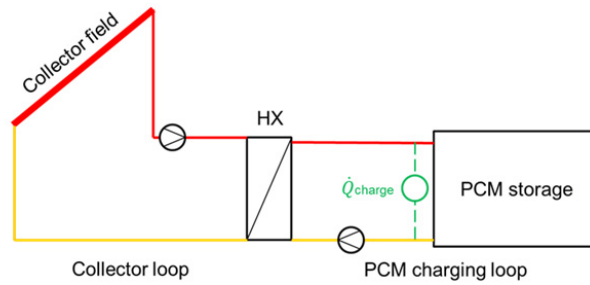 Collector field
HX
Q̇charge
PCM storage
Collector loop
PCM charging loop